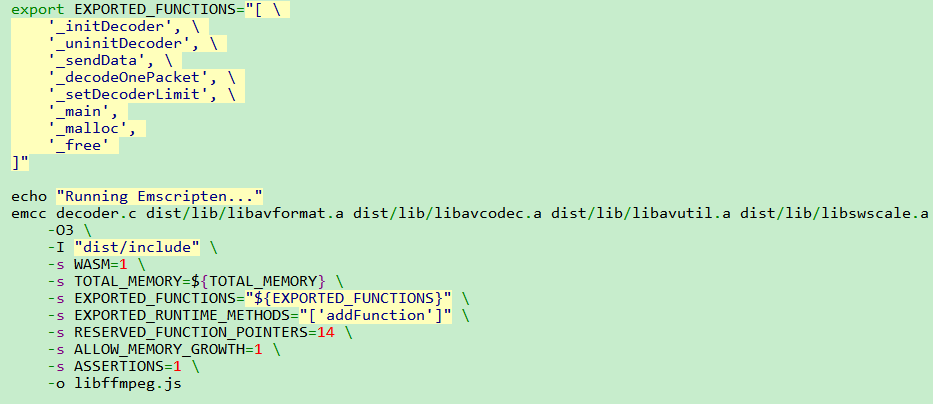 export EXPORTED_FUNCTIONS="[ \
    '_initDecoder', \
    '_uninitDecoder', \
    '_sendData', \
    '_decodeOnePacket', \
    '_setDecoderLimit', \
    '_main',
    '_malloc',
    '_free'
]"

echo "Running Emscripten..."
emcc decoder.c dist/lib/libavformat.a dist/lib/libavcodec.a dist/lib/libavutil.a dist/lib/libswscale.a
    -O3 \
    -I "dist/include" \
    -s WASM=1 \
    -s TOTAL_MEMORY=${TOTAL_MEMORY} \
    -s EXPORTED_FUNCTIONS="${EXPORTED_FUNCTIONS}" \
    -s EXPORTED_RUNTIME_METHODS="['addFunction']" \
    -s RESERVED_FUNCTION_POINTERS=14 \
    -s ALLOW_MEMORY_GROWTH=1 \
    -s ASSERTIONS=1 \
    -o libffmpeg.js